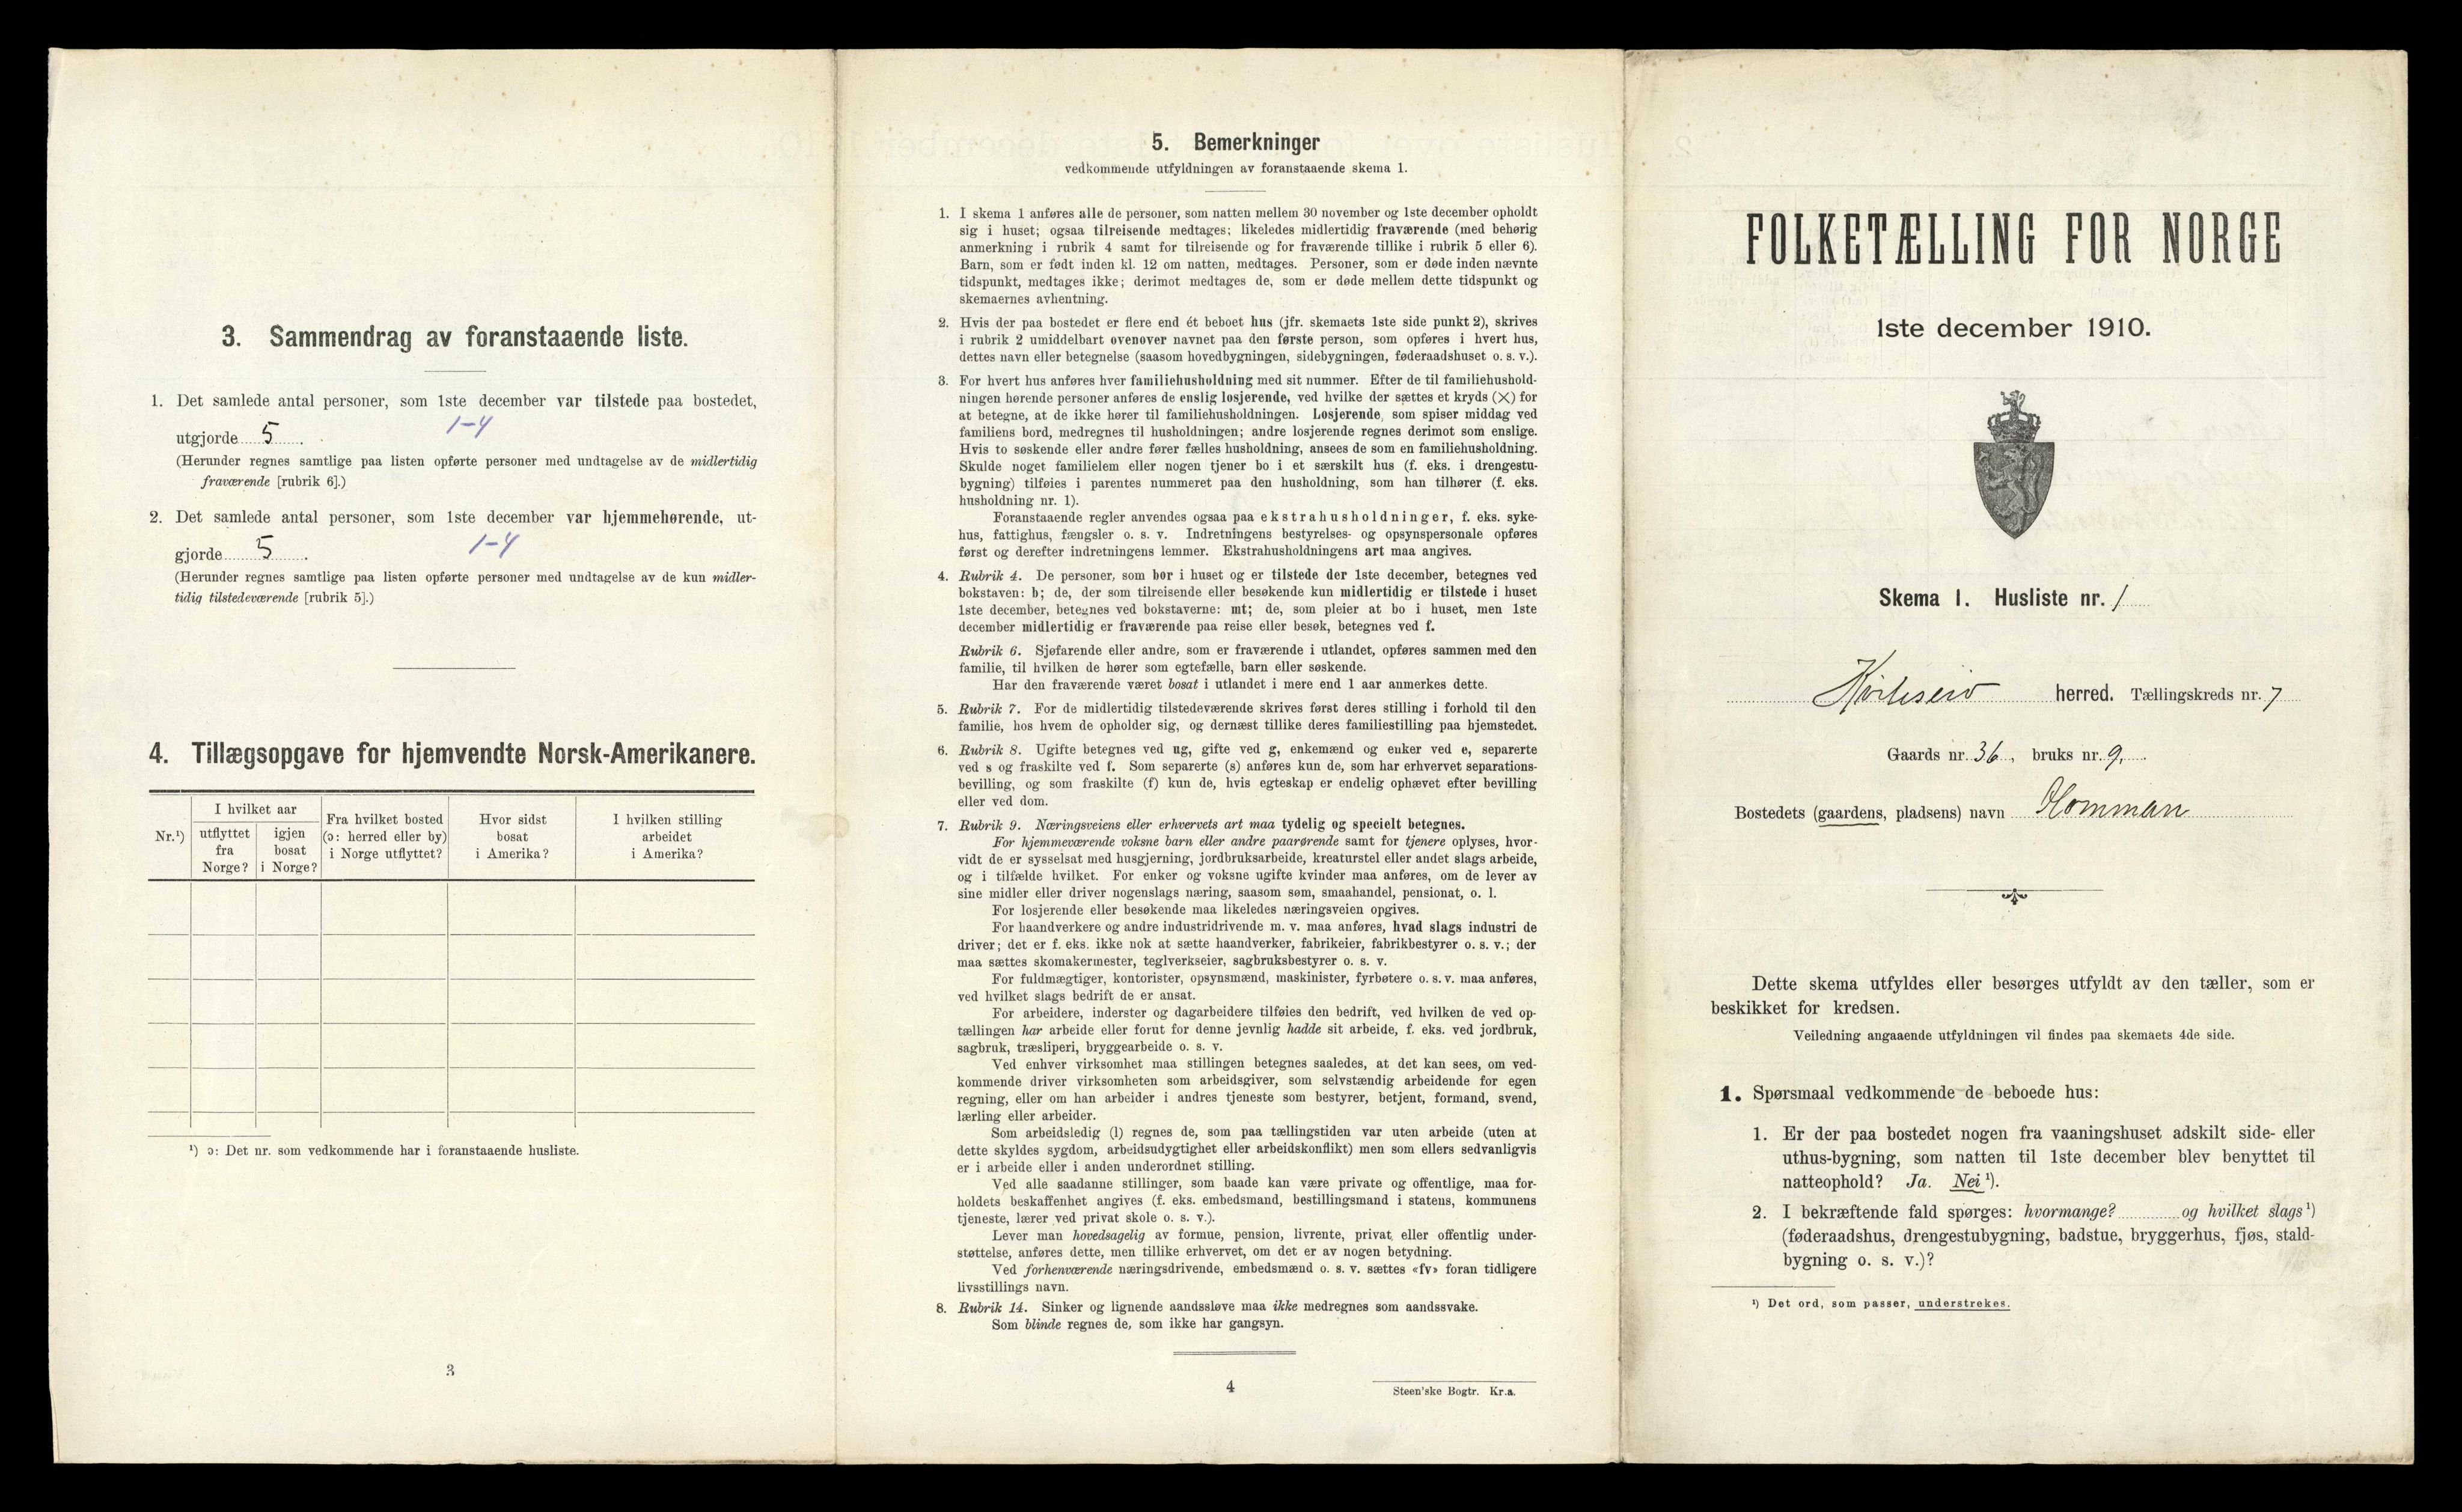 3. Sammendrag av foranstaaende liste.
1. Det samlede antal personer, som 1ste december var tilstede paa bostedet,
utgjorde 5. 1–4
(Herunder regnes samtlige paa listen opførte personer med undtagelse av de midlertidig
fraværende [rubrik 6].)
2. Det samlede antal personer, som 1ste december var hjemmehørende, ut-
gjorde 5. 1–4
(Herunder regnes samtlige paa listen opførte personer med undtagelse av de kun midler-
tidig tilstedeværende [rubrik 5].)
4. Tillægsopgave for hjemvendte Norsk-Amerikanere.
Nr.¹)
I hvilket aar
utflyttet fra Norge?
igjen bosat i Norge?
Fra hvilket bosted (ɔ: herred eller by) i Norge utflyttet?
Hvor sidst bosat i Amerika?
I hvilken stilling arbeidet i Amerika?
¹) ɔ: Det nr. som vedkommende har i foranstaaende husliste.
3
5. Bemerkninger
vedkommende utfyldningen av foranstaaende skema 1.
1. I skema 1 anføres alle de personer, som natten mellem 30 november og 1ste december opholdt
sig i huset; ogsaa tilreisende medtages; likeledes midlertidig fraværende (med behørig
anmerkning i rubrik 4 samt for tilreisende og for fraværende tillike i rubrik 5 eller 6).
Barn, som er født inden kl. 12 om natten, medtages. Personer, som er døde inden nævnte
tidspunkt, medtages ikke; derimot medtages de, som er døde mellem dette tidspunkt og
skemaernes avhentning.
2. Hvis der paa bostedet er flere end ét beboet hus (jfr. skemaets 1ste side punkt 2), skrives
i rubrik 2 umiddelbart ovenover navnet paa den første person, som opføres i hvert hus,
dettes navn eller betegnelse (saasom hovedbygningen, sidebygningen, føderaadshuset o. s. v.).
3. For hvert hus anføres hver familiehusholdning med sit nummer. Efter de til familiehushold-
ningen hørende personer anføres de enslig losjerende, ved hvilke der sættes et kryds (×) for
at betegne, at de ikke hører til familiehusholdningen. Losjerende, som spiser middag ved
familiens bord, medregnes til husholdningen; andre losjerende regnes derimot som enslige.
Hvis to søskende eller andre fører fælles husholdning, ansees de som en familiehusholdning.
Skulde noget familielem eller nogen tjener bo i et særskilt hus (f. eks. i drengestu-
bygning) tilføies i parentes nummeret paa den husholdning, som han tilhører (f. eks.
husholdning nr. 1).
Foranstaaende regler anvendes ogsaa paa ekstrahusholdninger, f. eks. syke-
hus, fattighus, fængsler o. s. v. Indretningens bestyrelses- og opsynspersonale opføres
først og derefter indretningens lemmer. Ekstrahusholdningens art maa angives.
4. Rubrik 4. De personer, som bor i huset og er tilstede der 1ste december, betegnes ved
bokstaven: b; de, der som tilreisende eller besøkende kun midlertidig er tilstede i huset
1ste december, betegnes ved bokstaverne: mt; de, som pleier at bo i huset, men 1ste
december midlertidig er fraværende paa reise eller besøk, betegnes ved f.
Rubrik 6. Sjøfarende eller andre, som er fraværende i utlandet, opføres sammen med den
familie, til hvilken de hører som egtefælle, barn eller søskende.
Har den fraværende været bosat i utlandet i mere end 1 aar anmerkes dette.
5. Rubrik 7. For de midlertidig tilstedeværende skrives først deres stilling i forhold til den
familie, hos hvem de opholder sig, og dernæst tillike deres familiestilling paa hjemstedet.
6. Rubrik 8. Ugifte betegnes ved ug, gifte ved g, enkemænd og enker ved e, separerte
ved s og fraskilte ved f. Som separerte (s) anføres kun de, som har erhvervet separations-
bevilling, og som fraskilte (f) kun de, hvis egteskap er endelig ophævet efter bevilling
eller ved dom.
7. Rubrik 9. Næringsveiens eller erhvervets art maa tydelig og specielt betegnes.
For hjemmeværende voksne barn eller andre paarørende samt for tjenere oplyses, hvor-
vidt de er sysselsat med husgjerning, jordbruksarbeide, kreaturstel eller andet slags arbeide,
og i tilfælde hvilket. For enker og voksne ugifte kvinder maa anføres, om de lever av
sine midler eller driver nogenslags næring, saasom søm, smaahandel, pensionat, o. l.
For losjerende eller besøkende maa likeledes næringsveien opgives.
For haandverkere og andre industridrivende m. v. maa anføres, hvad slags industri de
driver; det er f. eks. ikke nok at sætte haandverker, fabrikeier, fabrikbestyrer o. s. v.; der
maa sættes skomakermester, teglverkseier, sagbruksbestyrer o. s. v.
For fuldmægtiger, kontorister, opsynsmænd, maskinister, fyrbøtere o. s. v. maa anføres,
ved hvilket slags bedrift de er ansat.
For arbeidere, inderster og dagarbeidere tilføies den bedrift, ved hvilken de ved op-
tællingen har arbeide eller forut for denne jevnlig hadde sit arbeide, f. eks. ved jordbruk,
sagbruk, træsliperi, bryggearbeide o. s. v.
Ved enhver virksomhet maa stillingen betegnes saaledes, at det kan sees, om ved-
kommende driver virksomheten som arbeidsgiver, som selvstændig arbeidende for egen
regning, eller om han arbeider i andres tjeneste som bestyrer, betjent, formand, svend,
lærling eller arbeider.
Som arbeidsledig (l) regnes de, som paa tællingstiden var uten arbeide (uten at
dette skyldes sygdom, arbeidsudygtighet eller arbeidskonflikt) men som ellers sedvanligvis
er i arbeide eller i anden underordnet stilling.
Ved alle saadanne stillinger, som baade kan være private og offentlige, maa for-
holdets beskaffenhet angives (f. eks. embedsmand, bestillingsmand i statens, kommunens
tjeneste, lærer ved privat skole o. s. v.).
Lever man hovedsagelig av formue, pension, livrente, privat eller offentlig under-
støttelse, anføres dette, men tillike erhvervet, om det er av nogen betydning.
Ved forhenværende næringsdrivende, embedsmænd o. s. v. sættes «fv» foran tidligere
livsstillings navn.
8. Rubrik 14. Sinker og lignende aandssløve maa ikke medregnes som aandssvake.
Som blinde regnes de, som ikke har gangsyn.
4
Steen'ske Bogtr. Kr.a.
FOLKETÆLLING FOR NORGE
1ste december 1910.
Skema 1. Husliste nr. 1
Kviteseid herred. Tællingskreds nr. 7
Gaards nr. 36, bruks nr. 9,
Bostedets (gaardens, pladsens) navn Homman
Dette skema utfyldes eller besørges utfyldt av den tæller, som er
beskikket for kredsen.
Veiledning angaaende utfyldningen vil findes paa skemaets 4de side.
1. Spørsmaal vedkommende de beboede hus:
1. Er der paa bostedet nogen fra vaaningshuset adskilt side- eller
uthus-bygning, som natten til 1ste december blev benyttet til
natteophold? Ja. Nei ¹).
2. I bekræftende fald spørges: hvormange? og hvilket slags ¹)
(føderaadshus, drengestubygning, badstue, bryggerhus, fjøs, stald-
bygning o. s. v.)?
¹) Det ord, som passer, understrekes.